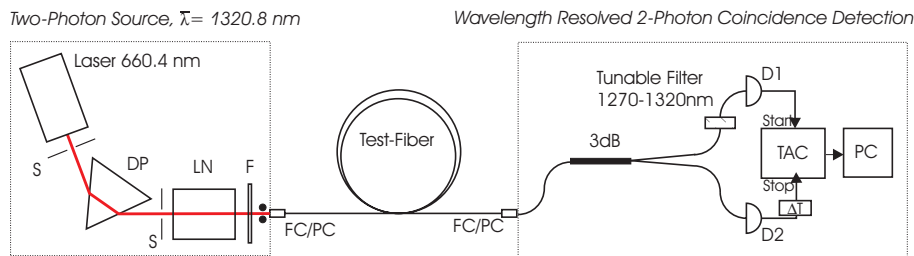 Two-Photon Source, λ̄= 1320.8 nm
Wavelength Resolved 2-Photon Coincidence Detection
Laser 660.4 nm
S
DP
LN
F
S
FC/PC
Test-Fiber
FC/PC
3dB
Tunable Filter
1270-1320nm
D1
Start
TAC
PC
Stop
ΔT
D2